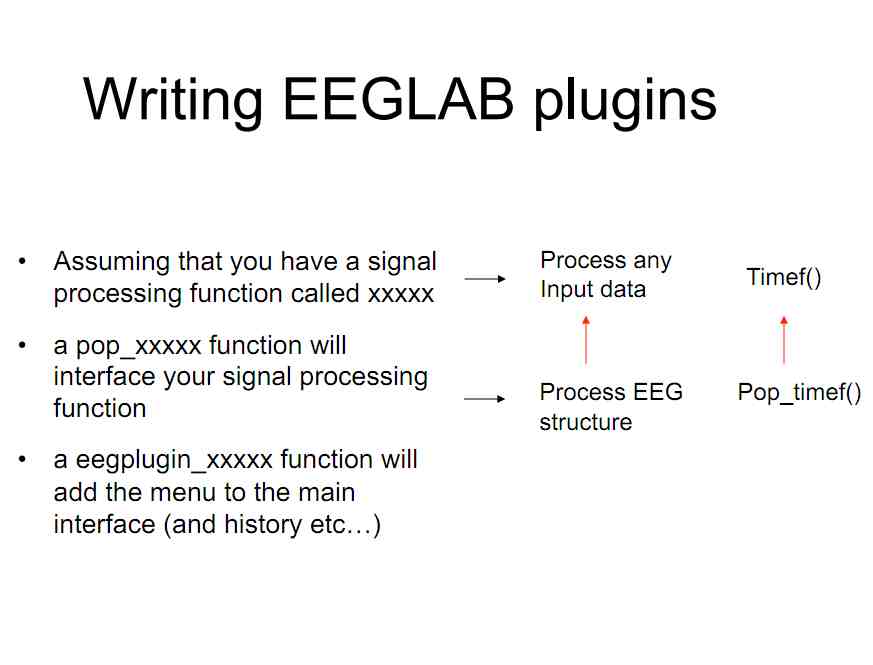 Writing EEGLAB plugins
• Assuming that you have a signal
processing function called xxxxx
• a pop_xxxxx function will
interface your signal processing
function
• a eegplugin_xxxxx function will
add the menu to the main
interface (and history etc…)
Process any
Input data
Timef()
Process EEG
structure
Pop_timef()